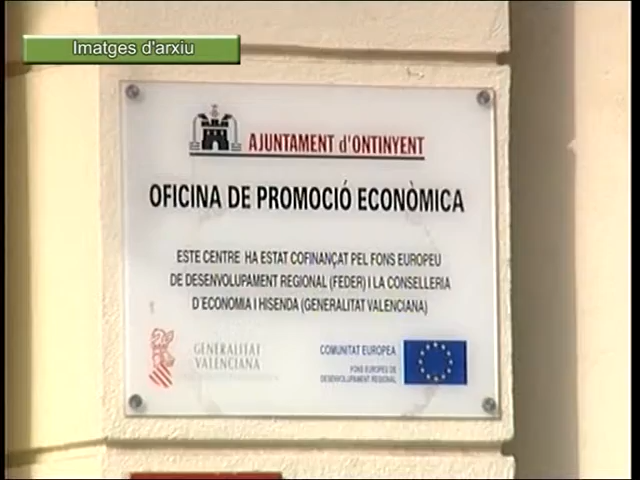 Imatges d'arxiu
AJUNTAMENT d'ONTINYENT
OFICINA DE PROMOCIÓ ECONÒMICA
ESTE CENTRE HA ESTAT COFINANÇAT PEL FONS EUROPEU
DE DESENVOLUPAMENT REGIONAL (FEDER) I LA CONSELLERIA
D'ECONOMIA I HISENDA (GENERALITAT VALENCIANA)
GENERALITAT
VALENCIANA
COMUNITAT EUROPEA
FONS EUROPEU DE
DESENVOLUPAMENT REGIONAL